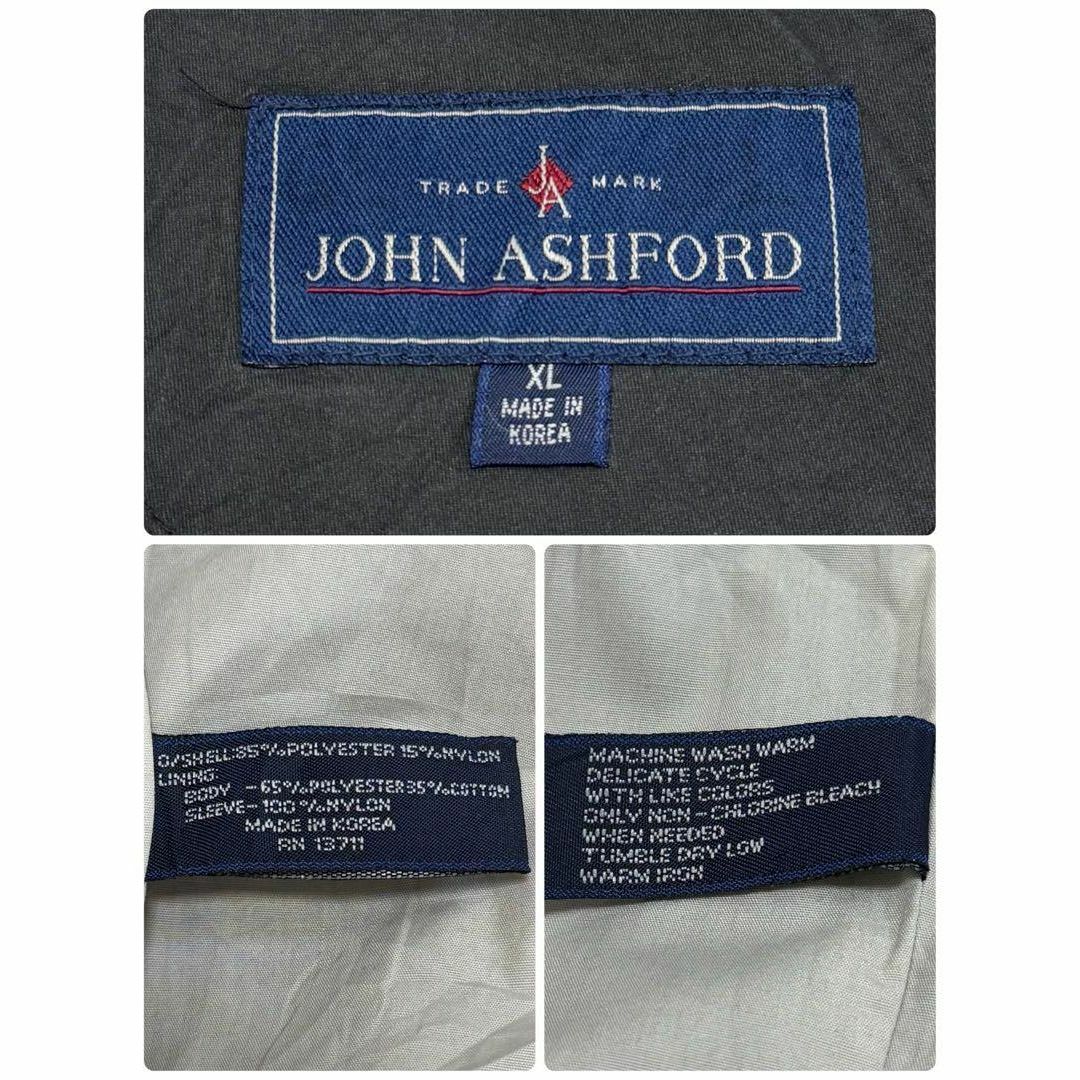 TRADE JA MARK
JOHN ASHFORD
XL
MADE IN
KOREA
O/SHELL:85%POLYESTER 15%NYLON
LINING:
BODY -65%POLYESTER35%COTTON
SLEEVE-100%NYLON
MADE IN KOREA
RN 13711
MACHINE WASH WARM
DELICATE CYCLE
WITH LIKE COLORS
ONLY NON-CHLORINE BLEACH
WHEN NEEDED
TUMBLE DRY LOW
WARM IRON